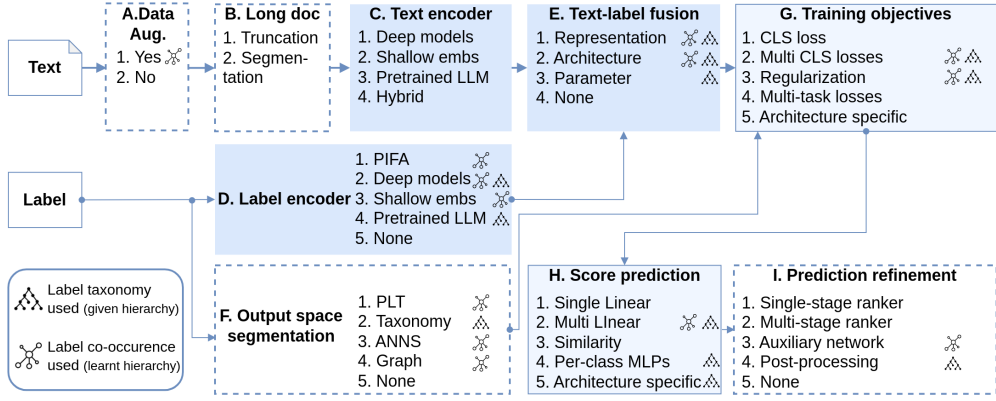 Text
A.Data
Aug.
1. Yes
2. No
B. Long doc
1. Truncation
2. Segmen-
tation
C. Text encoder
1. Deep models
2. Shallow embs
3. Pretrained LLM
4. Hybrid
E. Text-label fusion
1. Representation
2. Architecture
3. Parameter
4. None
G. Training objectives
1. CLS loss
2. Multi CLS losses
3. Regularization
4. Multi-task losses
5. Architecture specific
Label
D. Label encoder
1. PIFA
2. Deep models
3. Shallow embs
4. Pretrained LLM
5. None
Label taxonomy
used (given hierarchy)
Label co-occurence
used (learnt hierarchy)
F. Output space
segmentation
1. PLT
2. Taxonomy
3. ANNS
4. Graph
5. None
H. Score prediction
1. Single Linear
2. Multi LInear
3. Similarity
4. Per-class MLPs
5. Architecture specific
I. Prediction refinement
1. Single-stage ranker
2. Multi-stage ranker
3. Auxiliary network
4. Post-processing
5. None